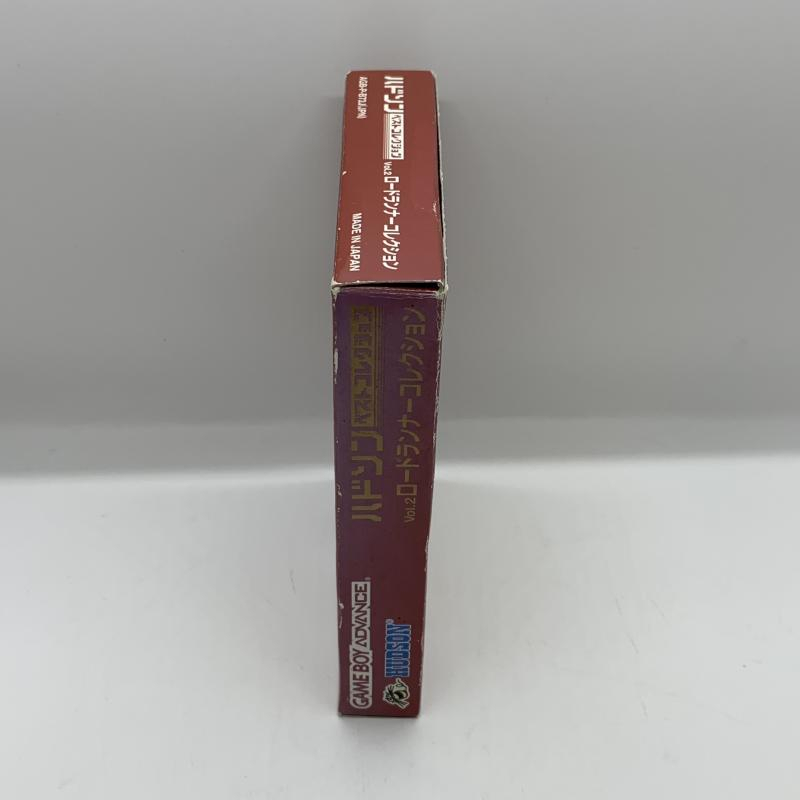 ハドソン ベストコレクション
Vol.2 ロードランナーコレクション
AGB-P-B72J(JPN)
MADE IN JAPAN
ハドソン ベストコレクション
Vol.2 ロードランナーコレクション
GAME BOY ADVANCE
HUDSON®